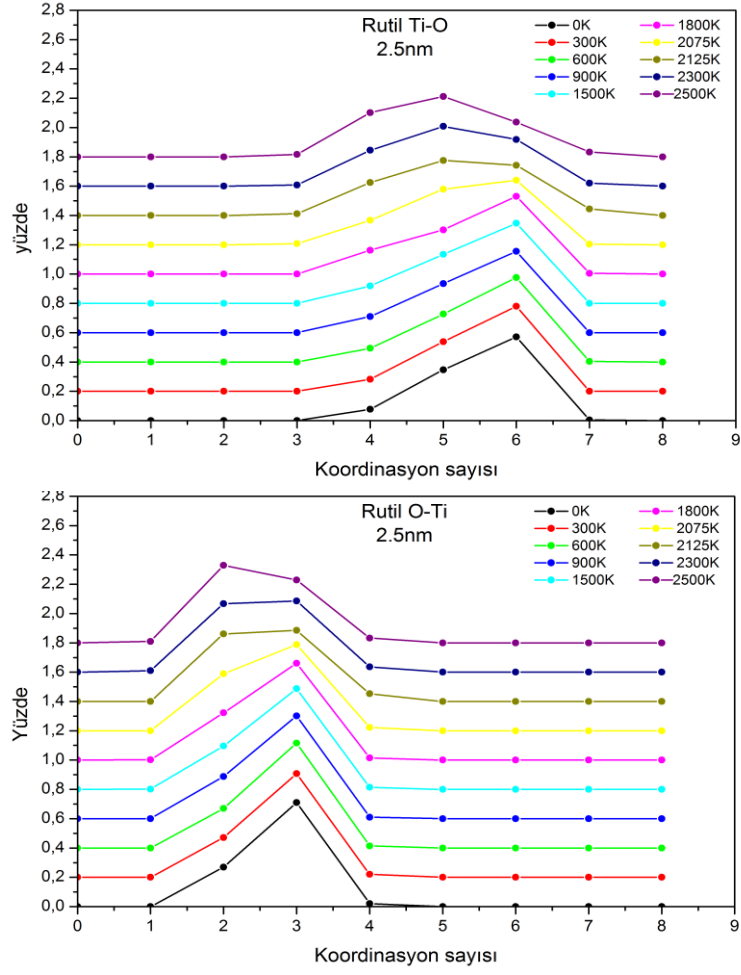 Rutil Ti-O
2.5nm
0K
300K
600K
900K
1500K
1800K
2075K
2125K
2300K
2500K
yüzde
2,8
2,6
2,4
2,2
2,0
1,8
1,6
1,4
1,2
1,0
0,8
0,6
0,4
0,2
0,0
0 1 2 3 4 5 6 7 8 9
Koordinasyon sayısı
Rutil O-Ti
2.5nm
0K
300K
600K
900K
1500K
1800K
2075K
2125K
2300K
2500K
Yüzde
2,8
2,6
2,4
2,2
2,0
1,8
1,6
1,4
1,2
1,0
0,8
0,6
0,4
0,2
0,0
0 1 2 3 4 5 6 7 8 9
Koordinasyon sayısı